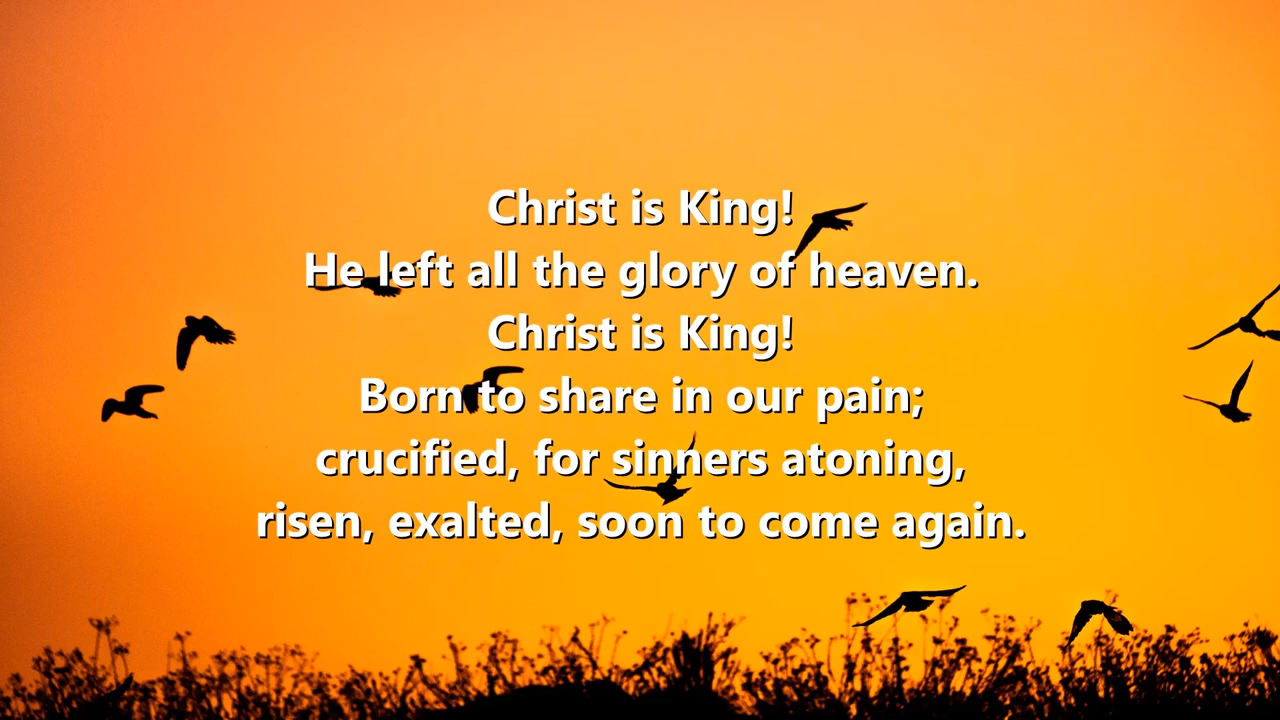 Christ is King!
He left all the glory of heaven.
Christ is King!
Born to share in our pain;
crucified, for sinners atoning,
risen, exalted, soon to come again.